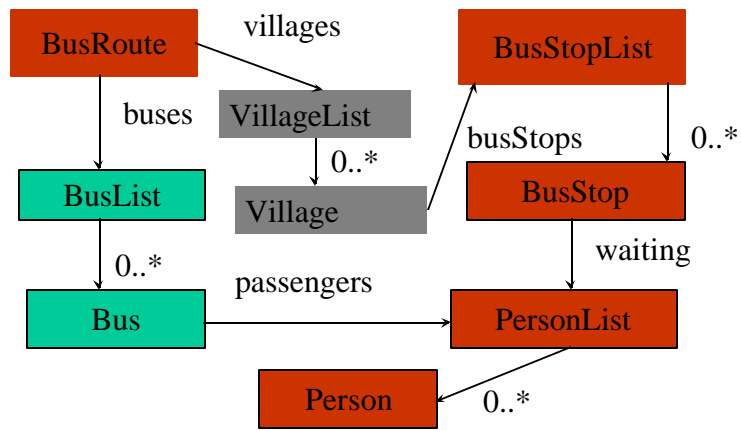 villages
BusRoute
BusStopList
buses
VillageList
busStops
0..*
0..*
BusList
Village
BusStop
waiting
0..*
passengers
Bus
PersonList
Person
0..*